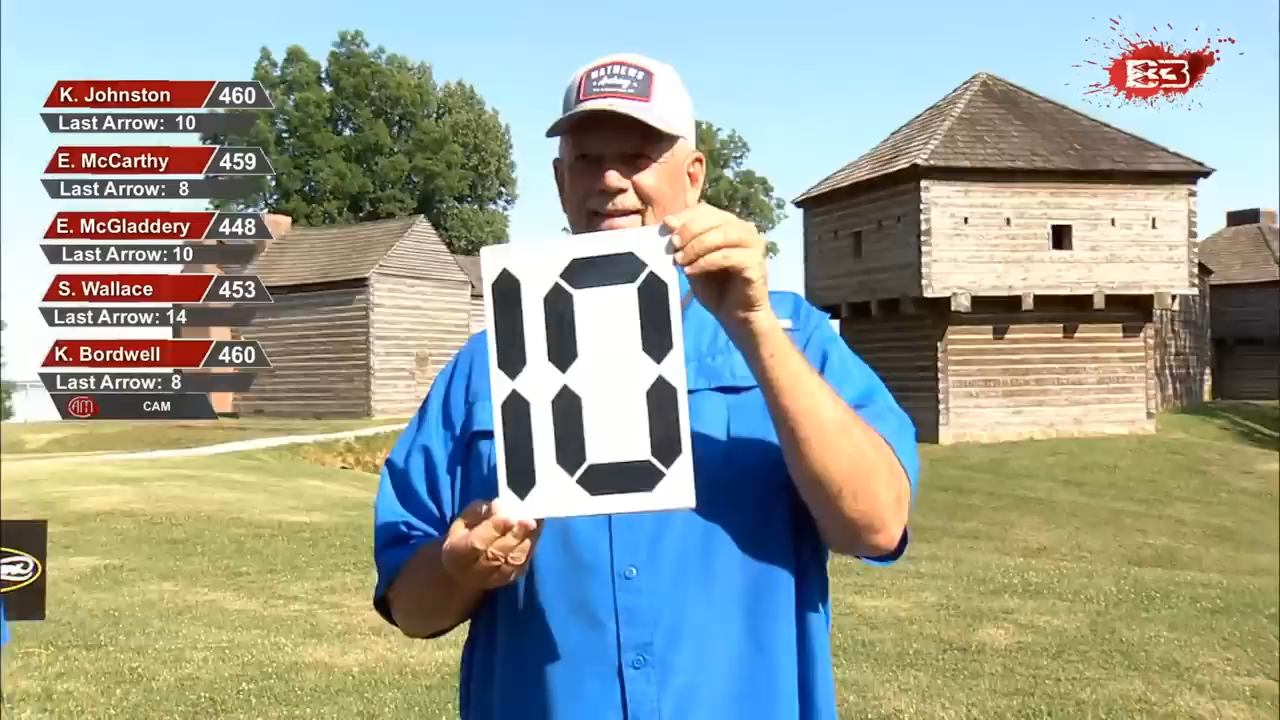 K. Johnston 460
Last Arrow: 10
E. McCarthy 459
Last Arrow: 8
E. McGladdery 448
Last Arrow: 10
S. Wallace 453
Last Arrow: 14
K. Bordwell 460
Last Arrow: 8
CAM
MATHEWS
Archery
10